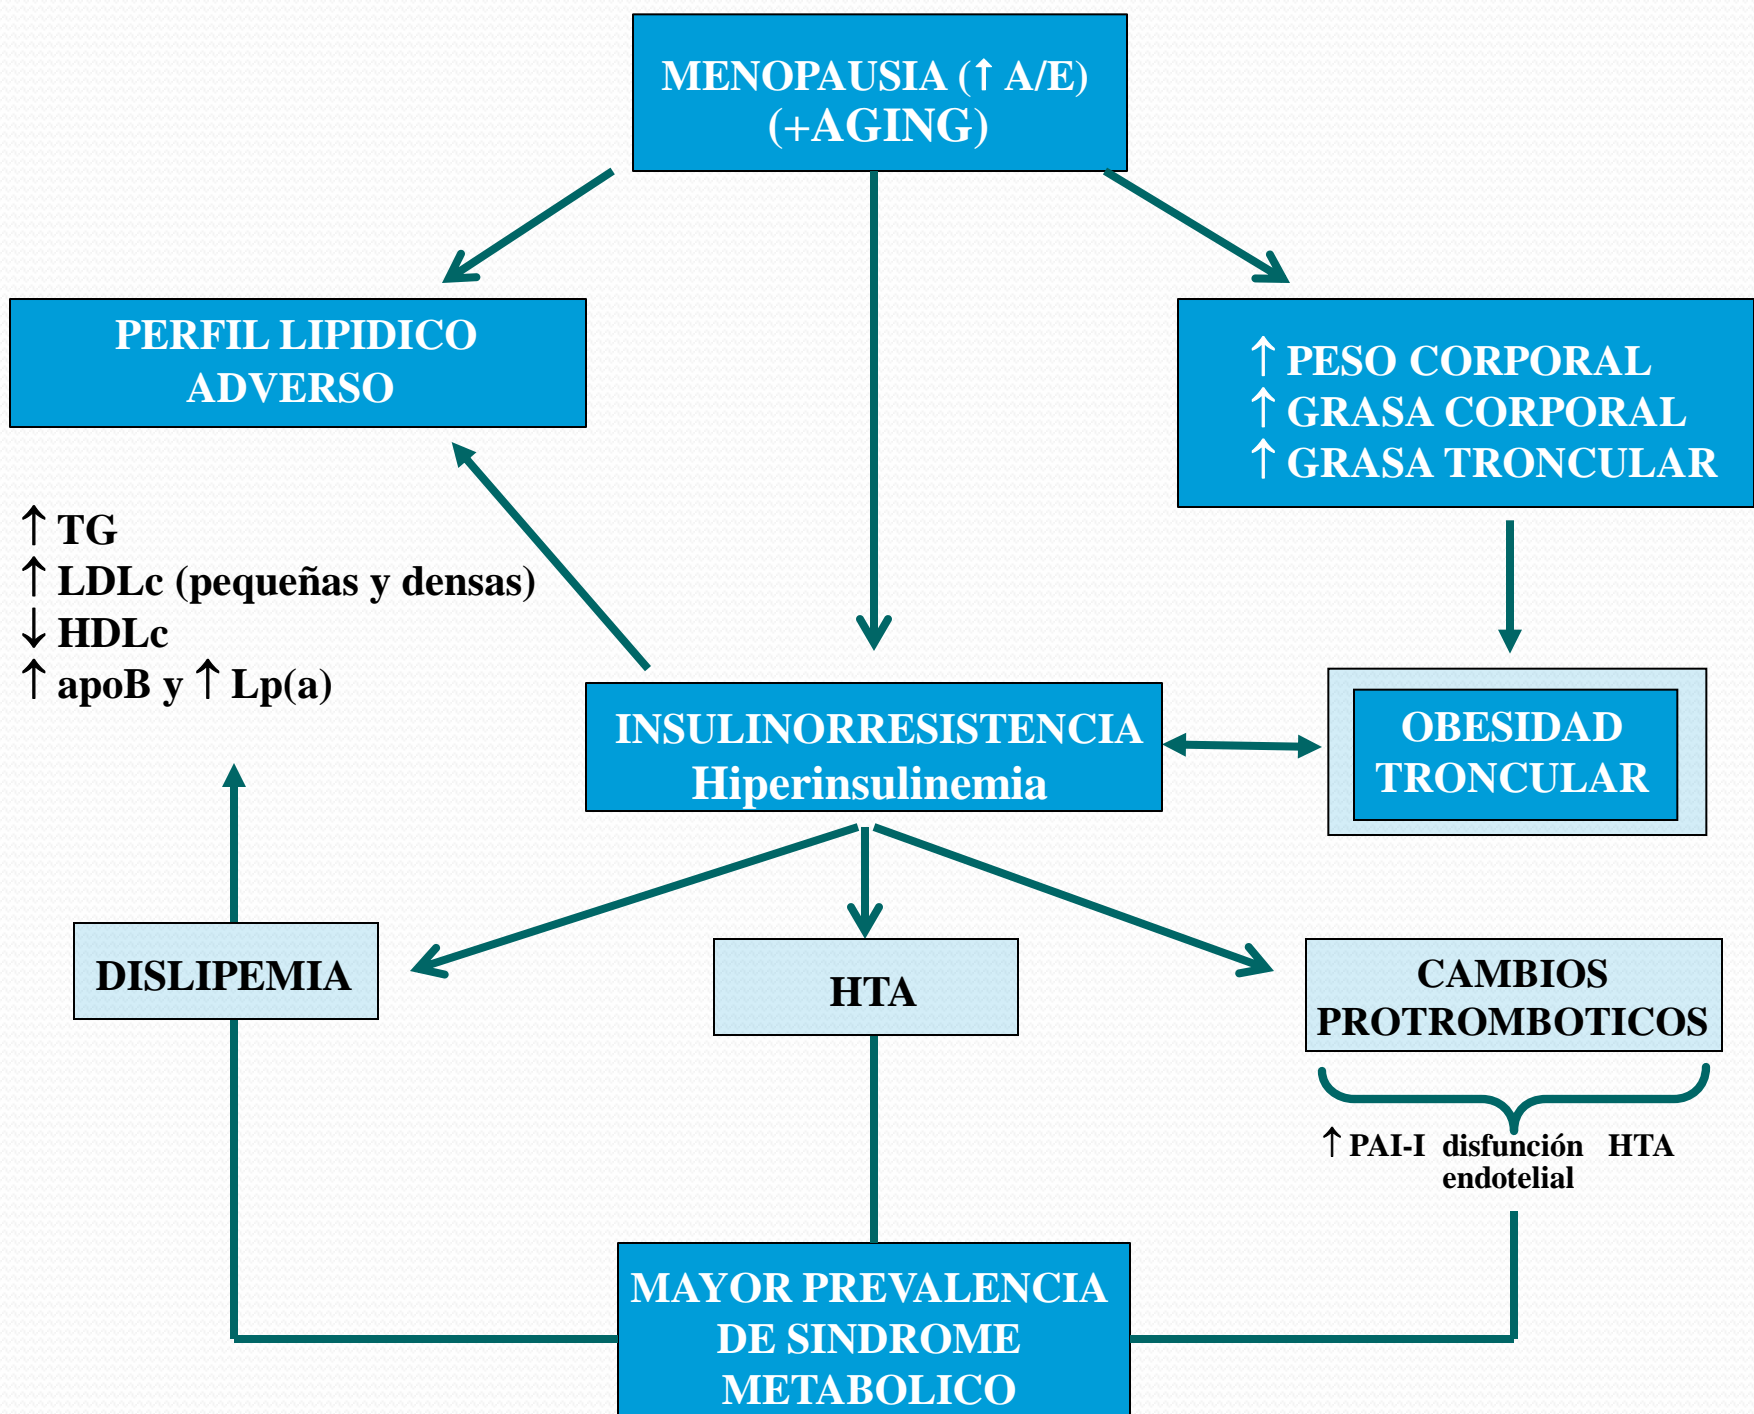 MENOPAUSIA (↑ A/E)
(+AGING)
PERFIL LIPIDICO
ADVERSO
↑ PESO CORPORAL
↑ GRASA CORPORAL
↑ GRASA TRONCULAR
↑ TG
↑ LDLc (pequeñas y densas)
↓ HDLc
↑ apoB y ↑ Lp(a)
INSULINORRESISTENCIA
Hiperinsulinemia
OBESIDAD
TRONCULAR
DISLIPEMIA
HTA
CAMBIOS
PROTROMBOTICOS
↑ PAI-I disfunción HTA
endotelial
MAYOR PREVALENCIA
DE SINDROME
METABOLICO